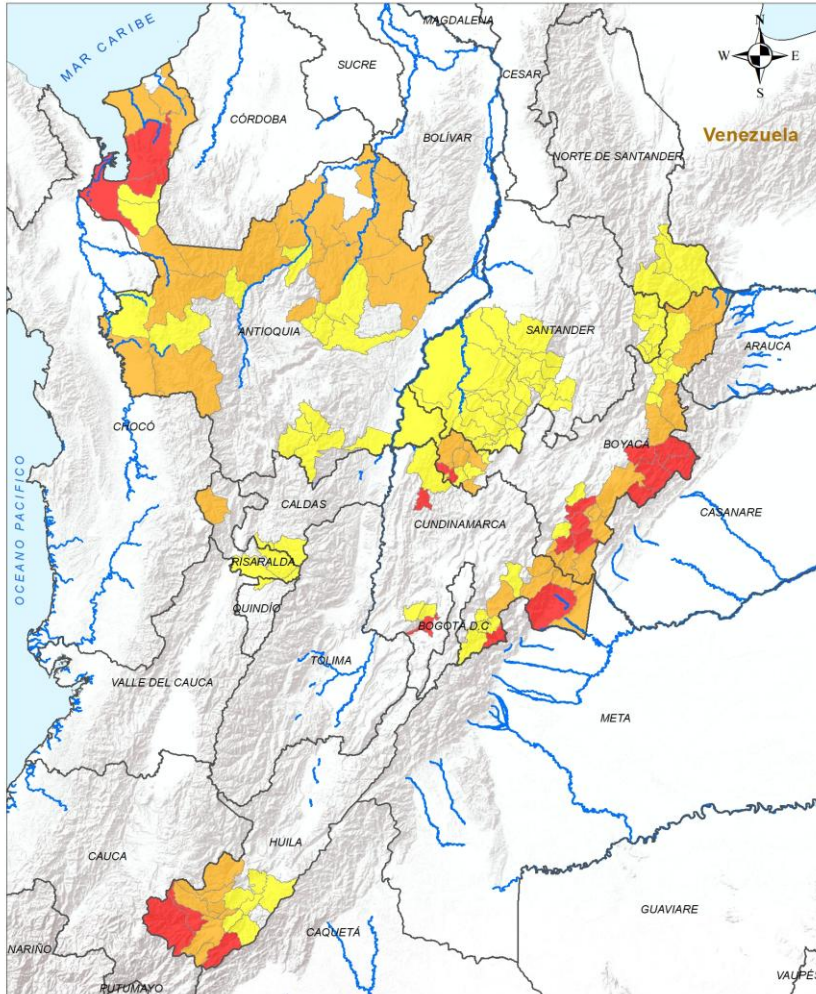 MAGDALENA
N
W E
S
MAR CARIBE
SUCRE
CESAR
CÓRDOBA
BOLÍVAR
Venezuela
NORTE DE SANTANDER
ANTIOQUIA
SANTANDER
ARAUCA
CHOCÓ
BOYACÁ
CALDAS
CASANARE
CUNDINAMARCA
OCEANO PACIFICO
RISARALDA
QUINDÍO
BOGOTÁ D.C
TOLIMA
VALLE DEL CAUCA
META
HUILA
CAUCA
GUAVIARE
CAQUETÁ
NARIÑO
PUTUMAYO
VAUPÉS